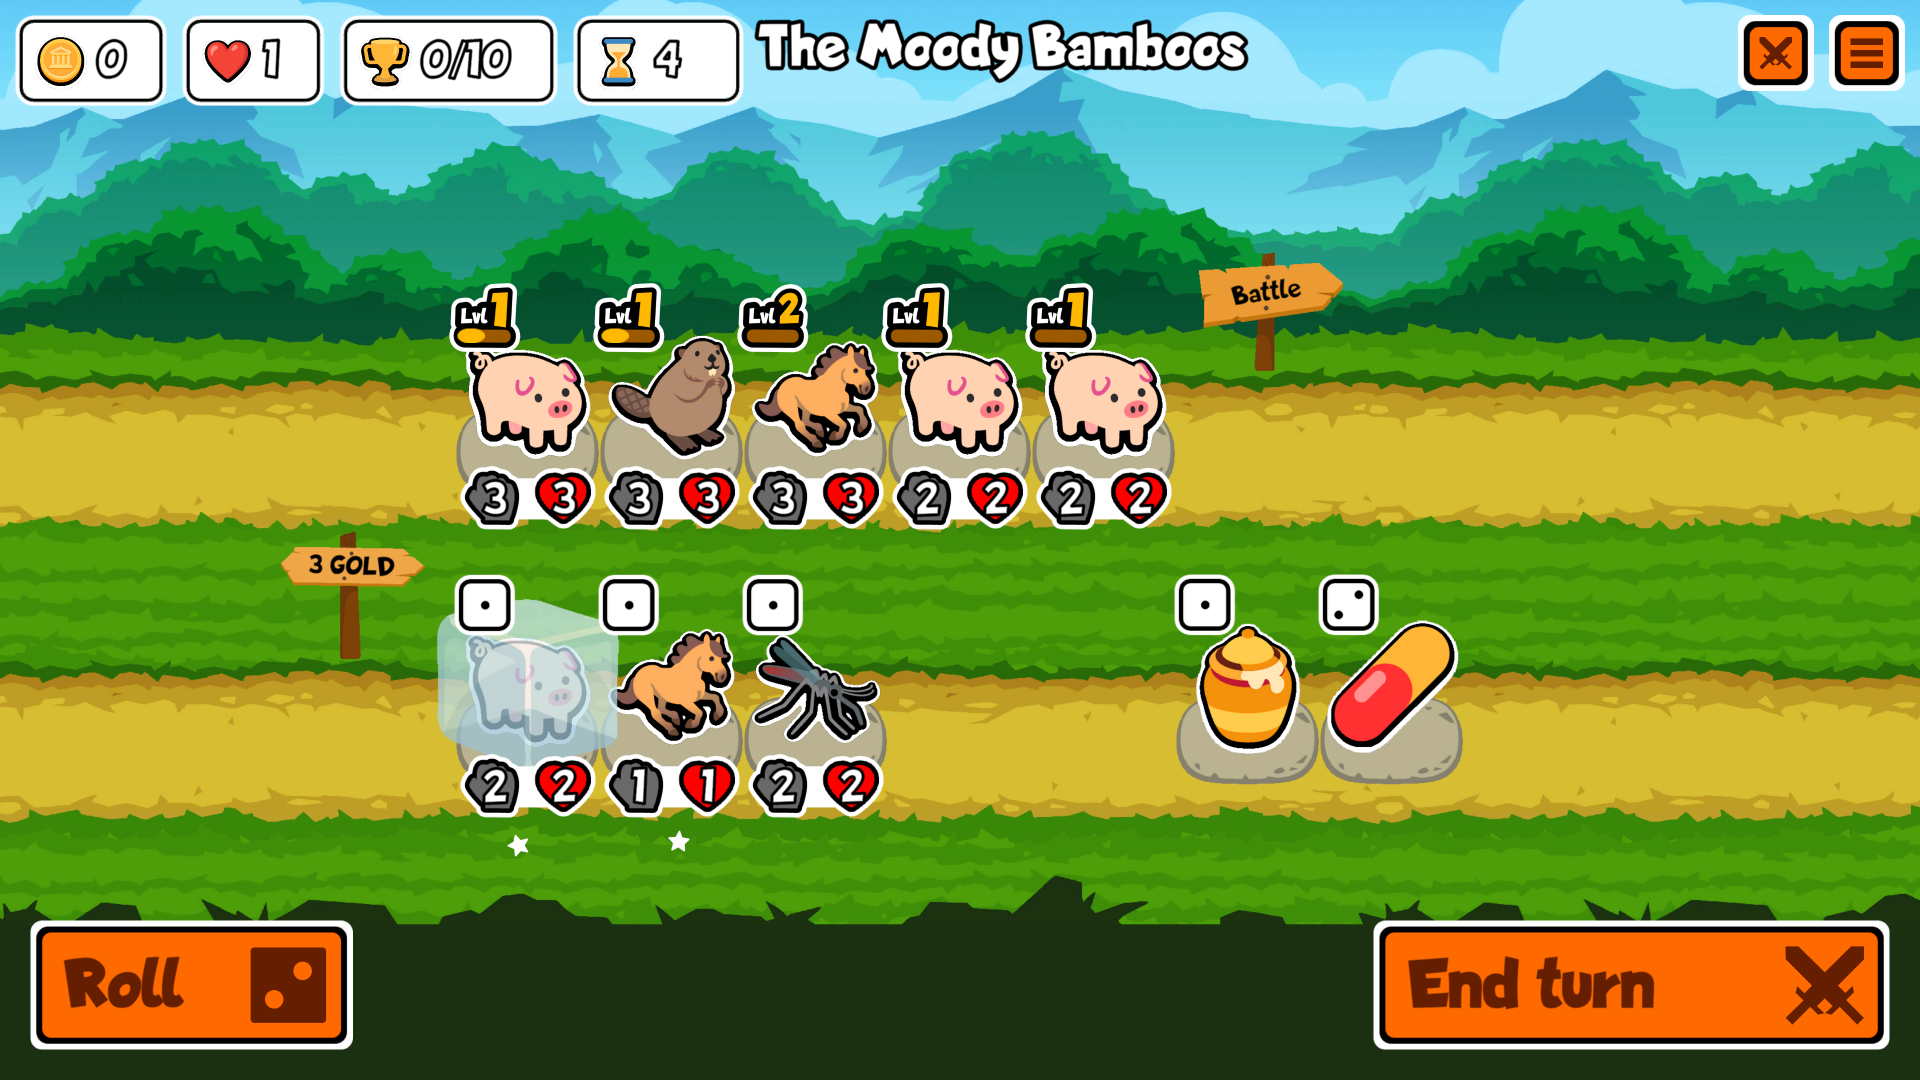 0
1
0/10
4
The Moody Bamboos
Battle
Lvl 1
Lvl 1
Lvl 2
Lvl 1
Lvl 1
3 3
3 3
3 3
2 2
2 2
3 GOLD
2 2
1 1
2 2
Roll
End turn